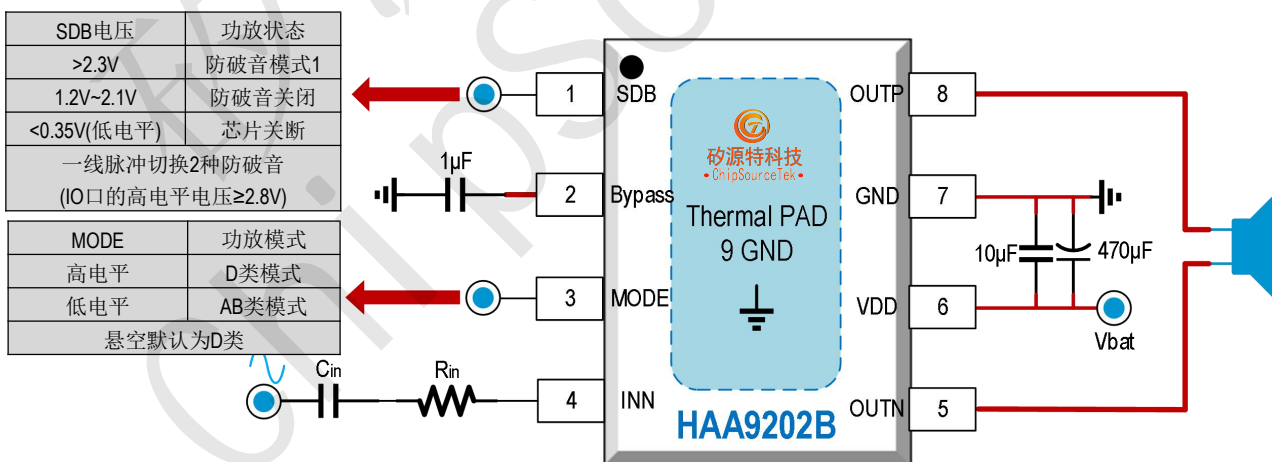 SDB电压 功放状态
>2.3V 防破音模式1
1.2V~2.1V 防破音关闭
<0.35V(低电平) 芯片关断
一线脉冲切换2种防破音
(IO口的高电平电压≥2.8V)
MODE 功放模式
高电平 D类模式
低电平 AB类模式
悬空默认为D类
1 SDB
1μF
2 Bypass
3 MODE
Cin Rin
4 INN
矽源特科技
•ChipSourceTek•
Thermal PAD
9 GND
HAA9202B
OUTP 8
GND 7
10μF 470μF
VDD 6
Vbat
OUTN 5